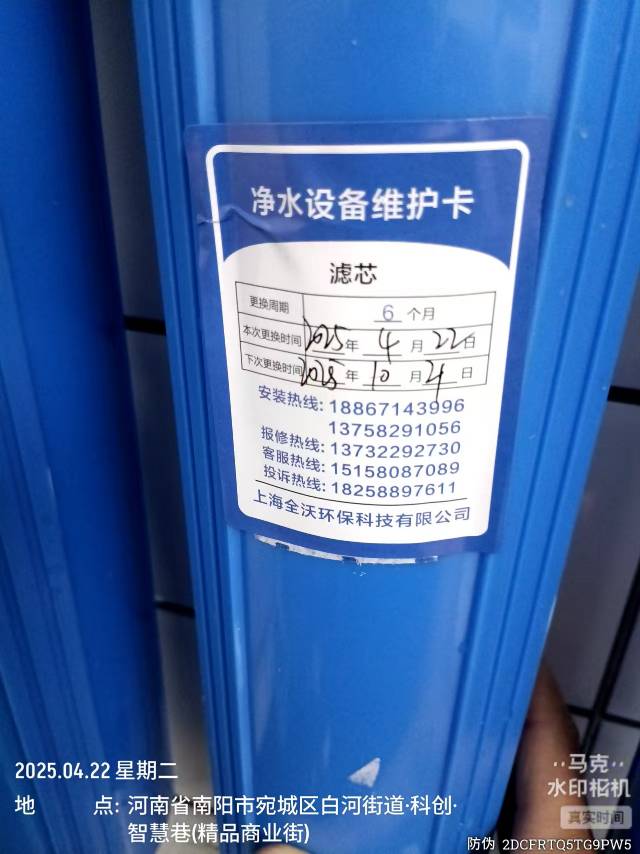 净水设备维护卡
滤芯
更换周期 6 个月
本次更换时间 2025 年 4 月 22 日
下次更换时间 2025 年 10 月 21 日
安装热线: 18867143996
13758291056
报修热线: 13732292730
客服热线: 15158087089
投诉热线: 18258897611
上海全沃环保科技有限公司
2025.04.22 星期二
地 点: 河南省南阳市宛城区白河街道·科创·
智慧巷(精品商业街)
马克
水印相机
真实时间
防伪 2DCFRTQ5TG9PW5